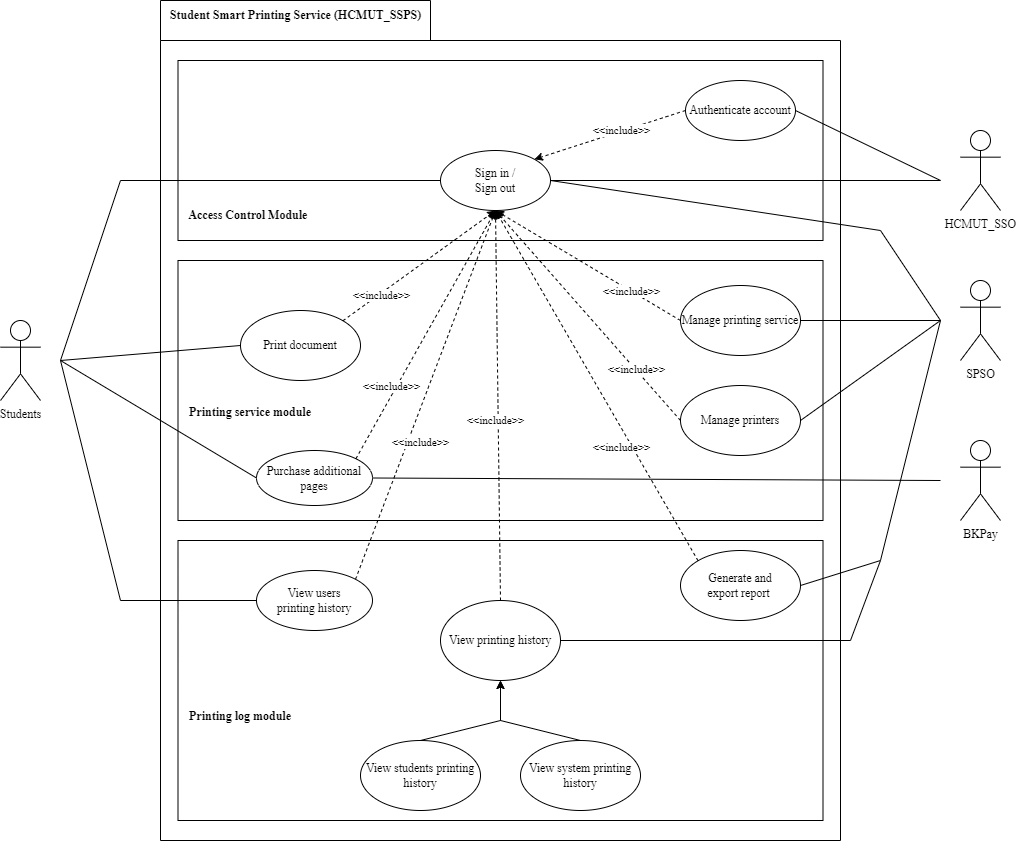 Student Smart Printing Service (HCMUT_SSPS)
Authenticate account
<<include>>
Sign in /
Sign out
Access Control Module
HCMUT_SSO
<<include>>
<<include>>
Print document
Manage printing service
SPSO
<<include>>
<<include>>
Students
Printing service module
Manage printers
<<include>>
<<include>>
<<include>>
Purchase additional
pages
BKPay
View users
printing history
Generate and
export report
View printing history
Printing log module
View students printing
history
View system printing
history